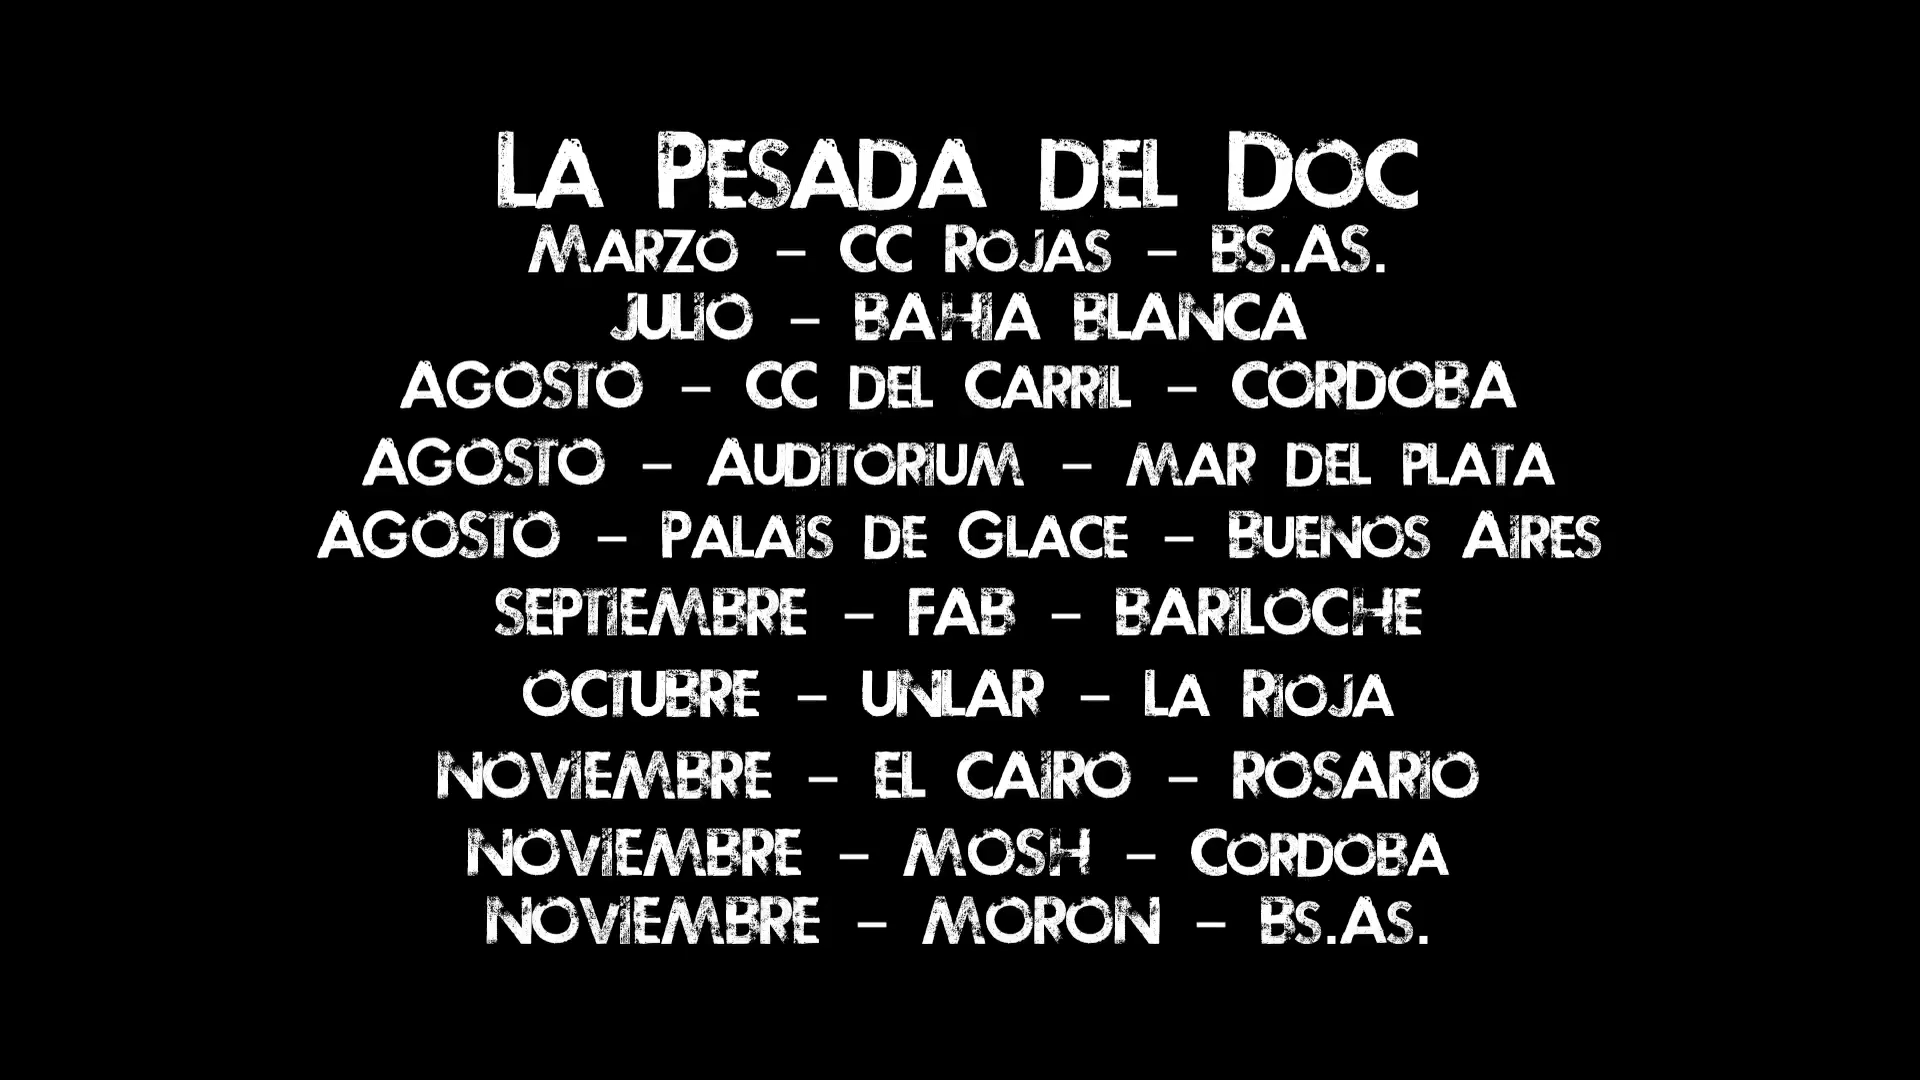 La Pesada del Doc
Marzo – CC Rojas – BS.AS.
JULIO – BAHIA BLANCA
AGOSTO – CC del Carril – CORDOBA
AGOSTO – Auditorium – mar del plata
AGOSTO – Palais de Glace – Buenos Aires
SEPTIEMBRE – FAB – BARILOCHE
OCTUBRE – UNLAR – La Rioja
NOVIEMBRE – EL CAIRO – ROSARIO
NOVIEMBRE – MOSH – Cordoba
NOVIEMBRE – MORON – Bs.As.